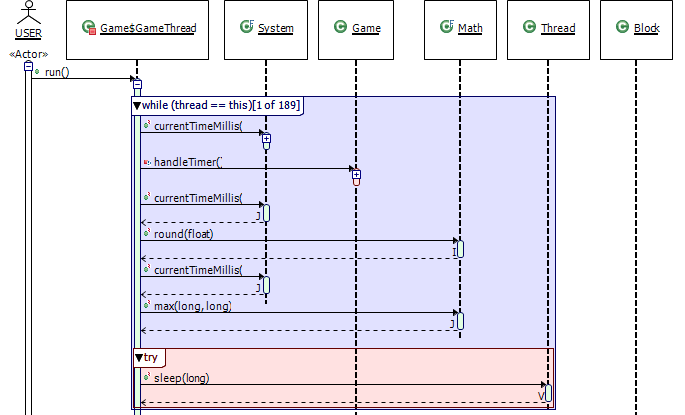 USER
«Actor»
Game$GameThread
System
Game
Math
Thread
Block
run()
while (thread == this)[1 of 189]
currentTimeMillis(
handleTimer(
currentTimeMillis(
J
round(float)
I
currentTimeMillis(
J
max(long, long)
J
try
sleep(long)
V